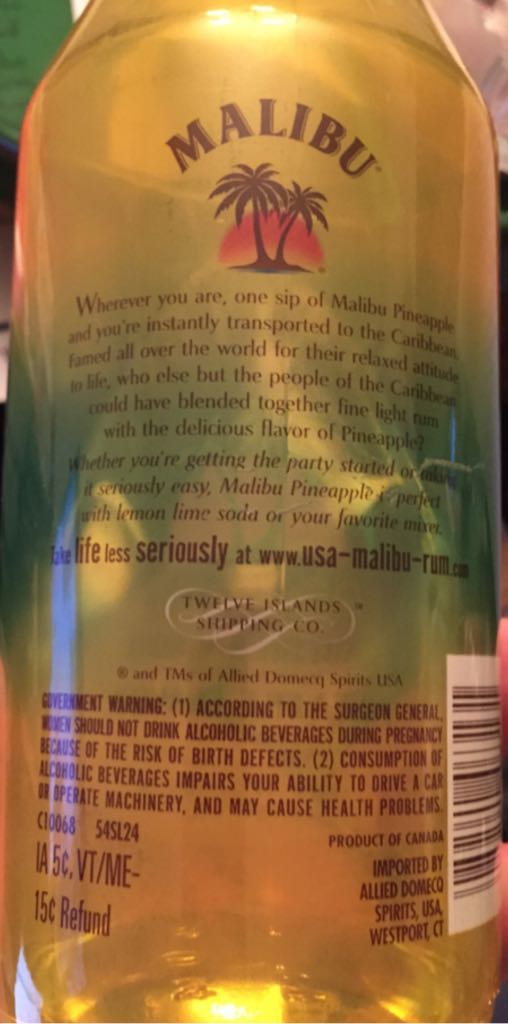 MALIBU
Wherever you are, one sip of Malibu Pineapple
and you're instantly transported to the Caribbean.
Famed all over the world for their relaxed attitude
to life, who else but the people of the Caribbean
could have blended together fine light rum
with the delicious flavor of Pineapple?
Whether you're getting the party started or taking
it seriously easy, Malibu Pineapple is perfect
with lemon lime soda or your favorite mixer.
Take life less seriously at www.usa-malibu-rum.com
TWELVE ISLANDS ™
SHIPPING CO.
® and TMs of Allied Domecq Spirits USA
GOVERNMENT WARNING: (1) ACCORDING TO THE SURGEON GENERAL,
WOMEN SHOULD NOT DRINK ALCOHOLIC BEVERAGES DURING PREGNANCY
BECAUSE OF THE RISK OF BIRTH DEFECTS. (2) CONSUMPTION OF
ALCOHOLIC BEVERAGES IMPAIRS YOUR ABILITY TO DRIVE A CAR
OR OPERATE MACHINERY, AND MAY CAUSE HEALTH PROBLEMS.
C10068 54SL24
IA 5¢, VT/ME-
15¢ Refund
PRODUCT OF CANADA
IMPORTED BY
ALLIED DOMECQ
SPIRITS, USA,
WESTPORT, CT